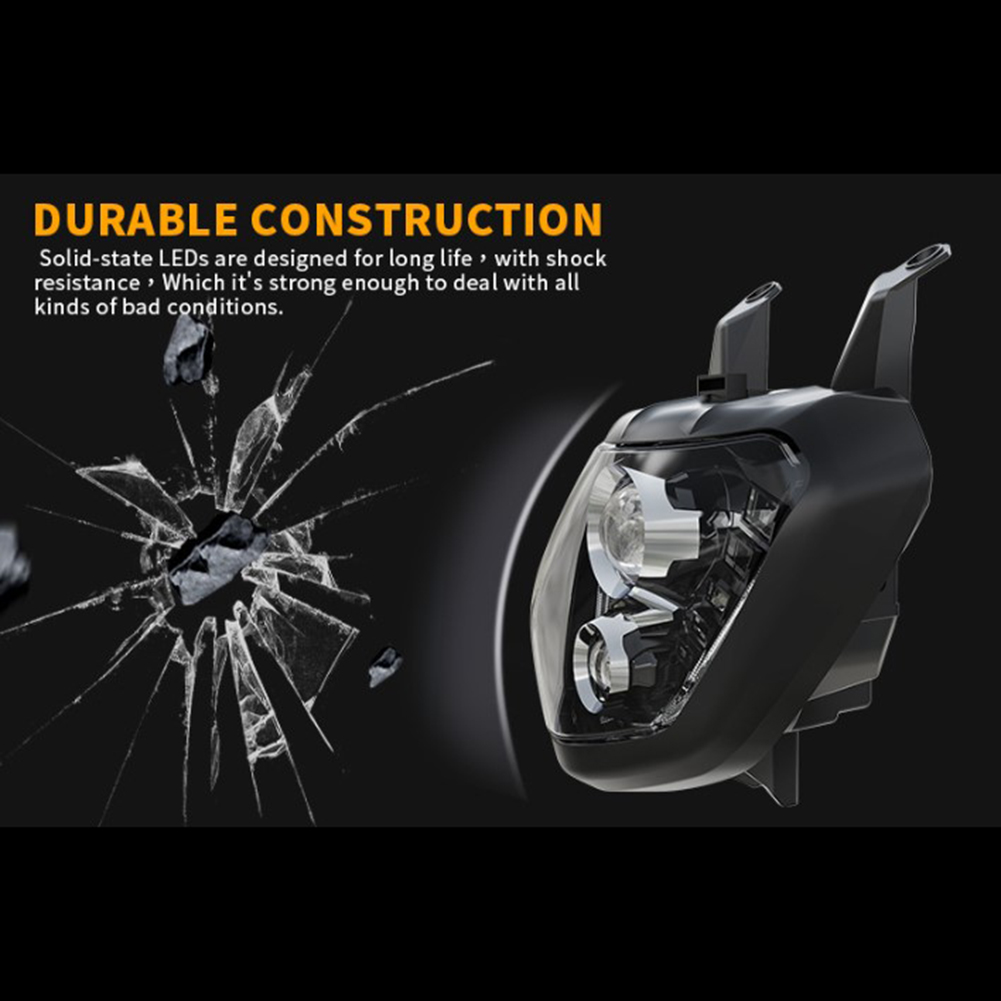 DURABLE CONSTRUCTION
Solid-state LEDs are designed for long life，with shock
resistance，Which it's strong enough to deal with all
kinds of bad conditions.